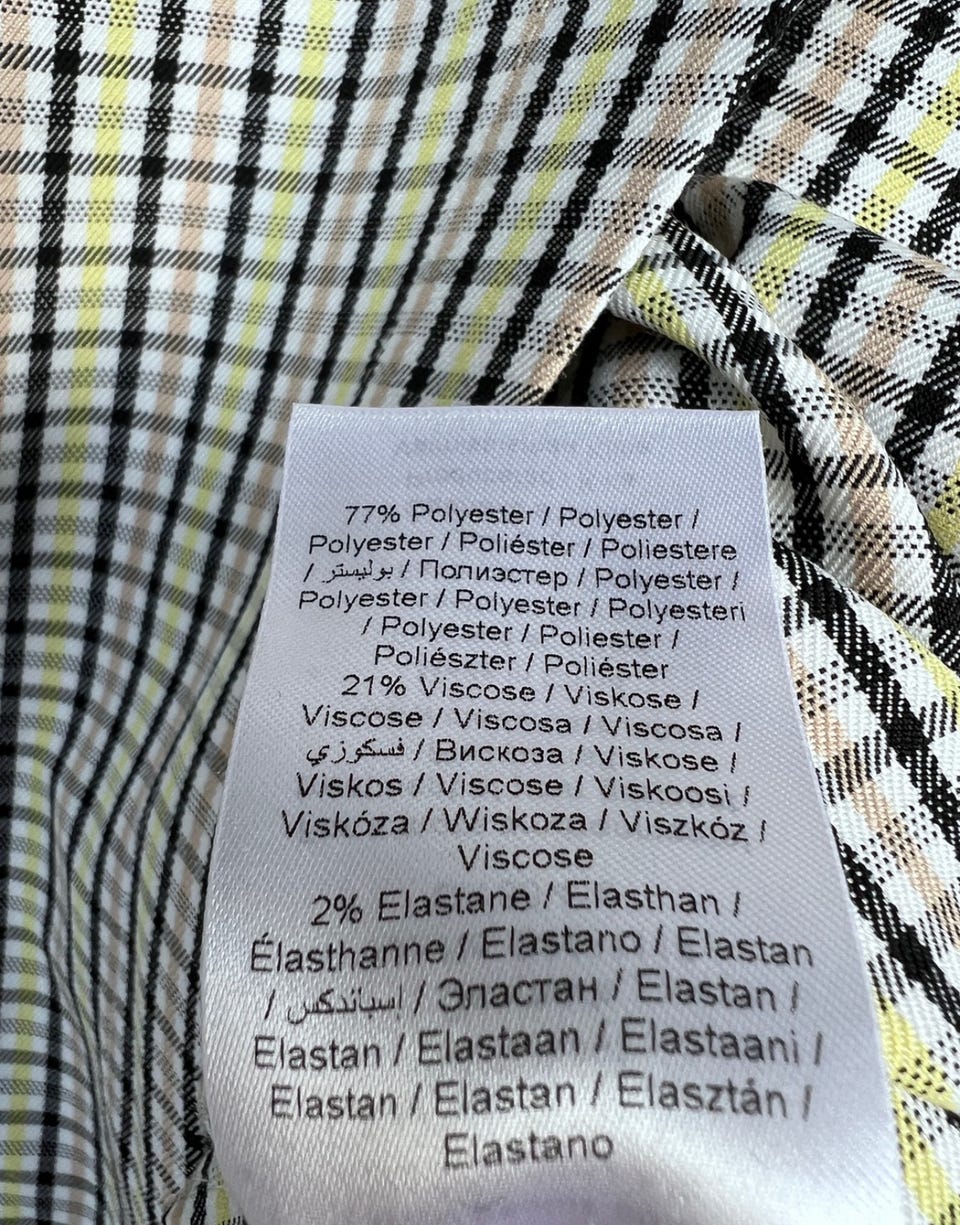 77% Polyester / Polyester /
Polyester / Poliéster / Poliestere
/ بوليستر / Полиэстер / Polyester /
Polyester / Polyester / Polyesteri
/ Polyester / Poliester /
Poliészter / Poliéster
21% Viscose / Viskose /
Viscose / Viscosa / Viscosa /
فسكوزي / Вискоза / Viskose /
Viskos / Viscose / Viskoosi /
Viskóza / Wiskoza / Viszkóz /
Viscose
2% Elastane / Elasthan /
Élasthanne / Elastano / Elastan
/ إسباندكس / Эластан / Elastan /
Elastan / Elastaan / Elastaani /
Elastan / Elastan / Elasztán /
Elastano